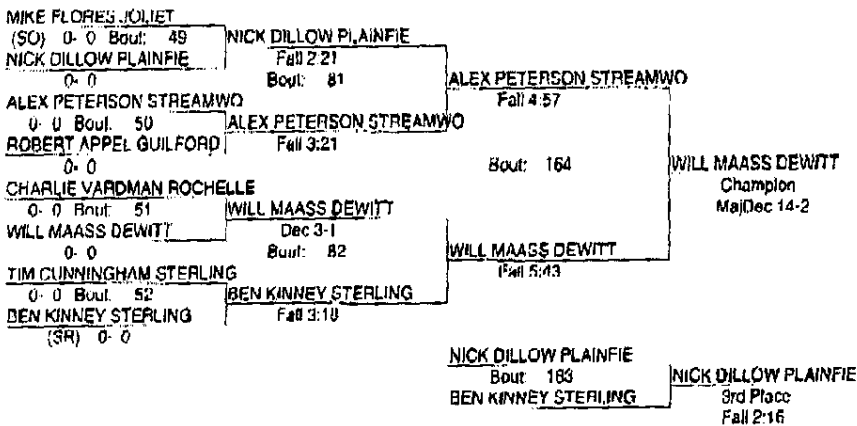 MIKE FLORES JOLIET
(SO) 0- 0 Bout: 49
NICK DILLOW PLAINFIE
0- 0
ALEX PETERSON STREAMWO
0- 0 Bout. 50
ROBERT APPEL GUILFORD
0- 0
CHARLIE VARDMAN ROCHELLE
0- 0 Bout: 51
WILL MAASS DEWITT
0- 0
TIM CUNNINGHAM STERLING
0- 0 Bout. 52
BEN KINNEY STERLING
(SR) 0- 0
NICK DILLOW PLAINFIE
Fall 2:21
Bout: 81
ALEX PETERSON STREAMWO
Fall 3:21
WILL MAASS DEWITT
Dec 3-1
Bout: 82
BEN KINNEY STERLING
Fall 3:18
ALEX PETERSON STREAMWO
Fall 4:57
Bout: 164
WILL MAASS DEWITT
Fall 5:43
WILL MAASS DEWITT
Champion
MajDec 14-2
NICK DILLOW PLAINFIE
Bout: 163
BEN KINNEY STERLING
NICK DILLOW PLAINFIE
3rd Place
Fall 2:16